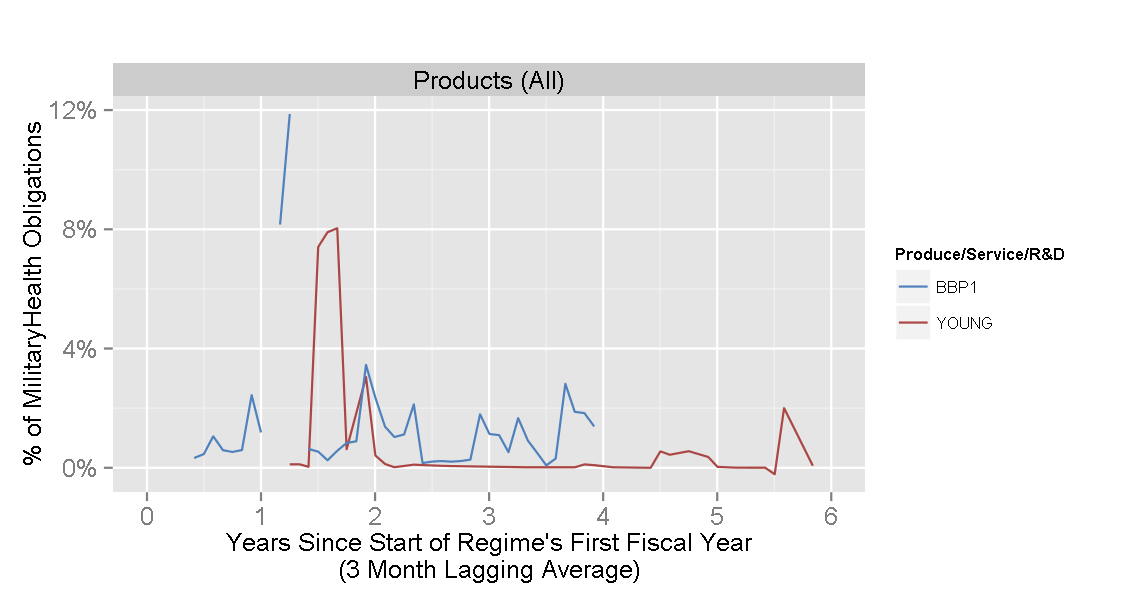 Products (All)
12%
8%
4%
0%
% of MilitaryHealth Obligations
0 1 2 3 4 5 6
Years Since Start of Regime's First Fiscal Year
(3 Month Lagging Average)
Produce/Service/R&D
BBP1
YOUNG